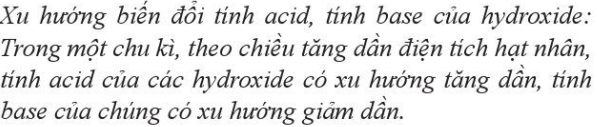 Xu hướng biến đổi tính acid, tính base của hydroxide:
Trong một chu kì, theo chiều tăng dần điện tích hạt nhân,
tính acid của các hydroxide có xu hướng tăng dần, tính
base của chúng có xu hướng giảm dần.